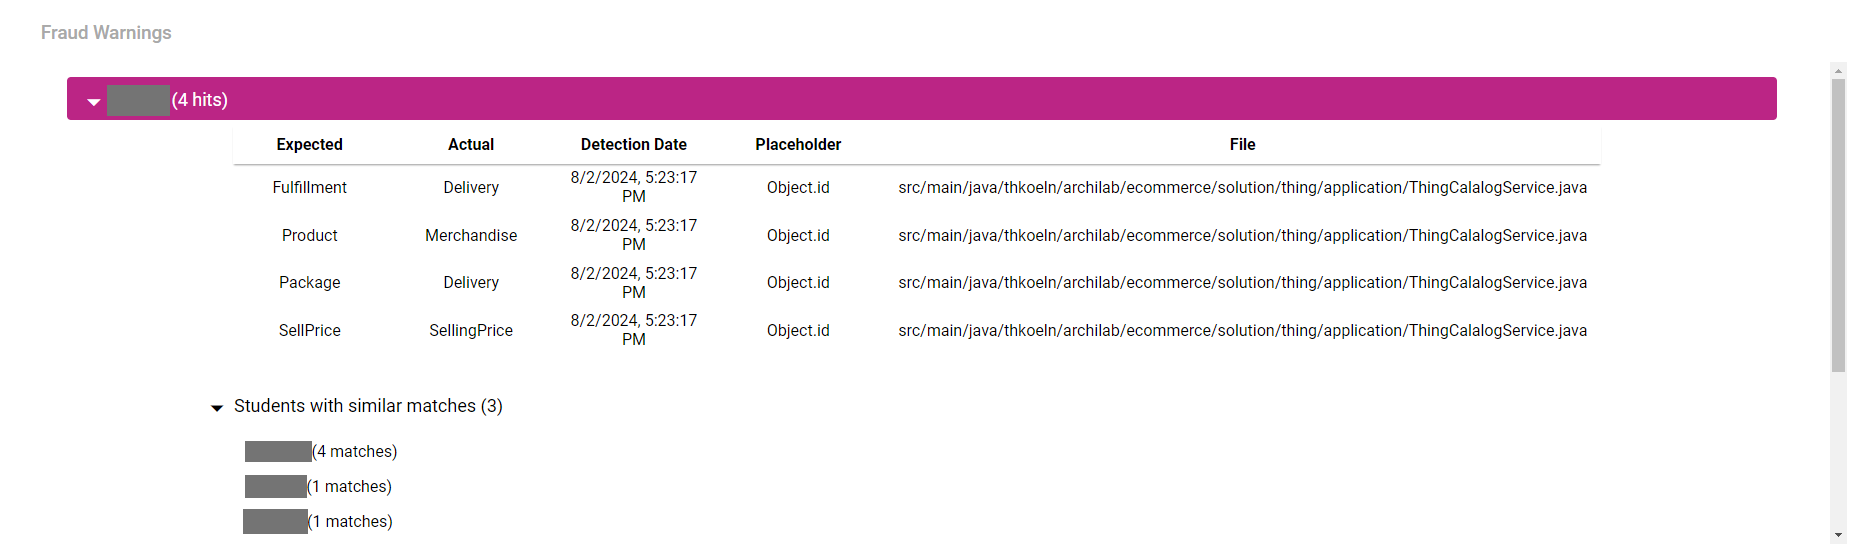 Fraud Warnings
(4 hits)
Expected Actual Detection Date Placeholder File
Fulfillment Delivery 8/2/2024, 5:23:17 PM Object.id src/main/java/thkoeln/archilab/ecommerce/solution/thing/application/ThingCalalogService.java
Product Merchandise 8/2/2024, 5:23:17 PM Object.id src/main/java/thkoeln/archilab/ecommerce/solution/thing/application/ThingCalalogService.java
Package Delivery 8/2/2024, 5:23:17 PM Object.id src/main/java/thkoeln/archilab/ecommerce/solution/thing/application/ThingCalalogService.java
SellPrice SellingPrice 8/2/2024, 5:23:17 PM Object.id src/main/java/thkoeln/archilab/ecommerce/solution/thing/application/ThingCalalogService.java
Students with similar matches (3)
(4 matches)
(1 matches)
(1 matches)